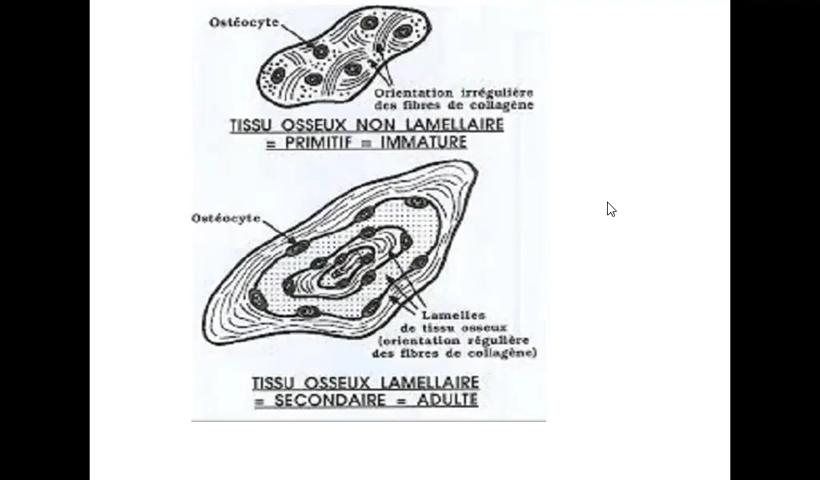 Ostéocyte
Orientation irrégulière
des fibres de collagène
TISSU OSSEUX NON LAMELLAIRE
= PRIMITIF = IMMATURE
Ostéocyte
Lamelles
de tissu osseux
(orientation régulière
des fibres de collagène)
TISSU OSSEUX LAMELLAIRE
= SECONDAIRE = ADULTE